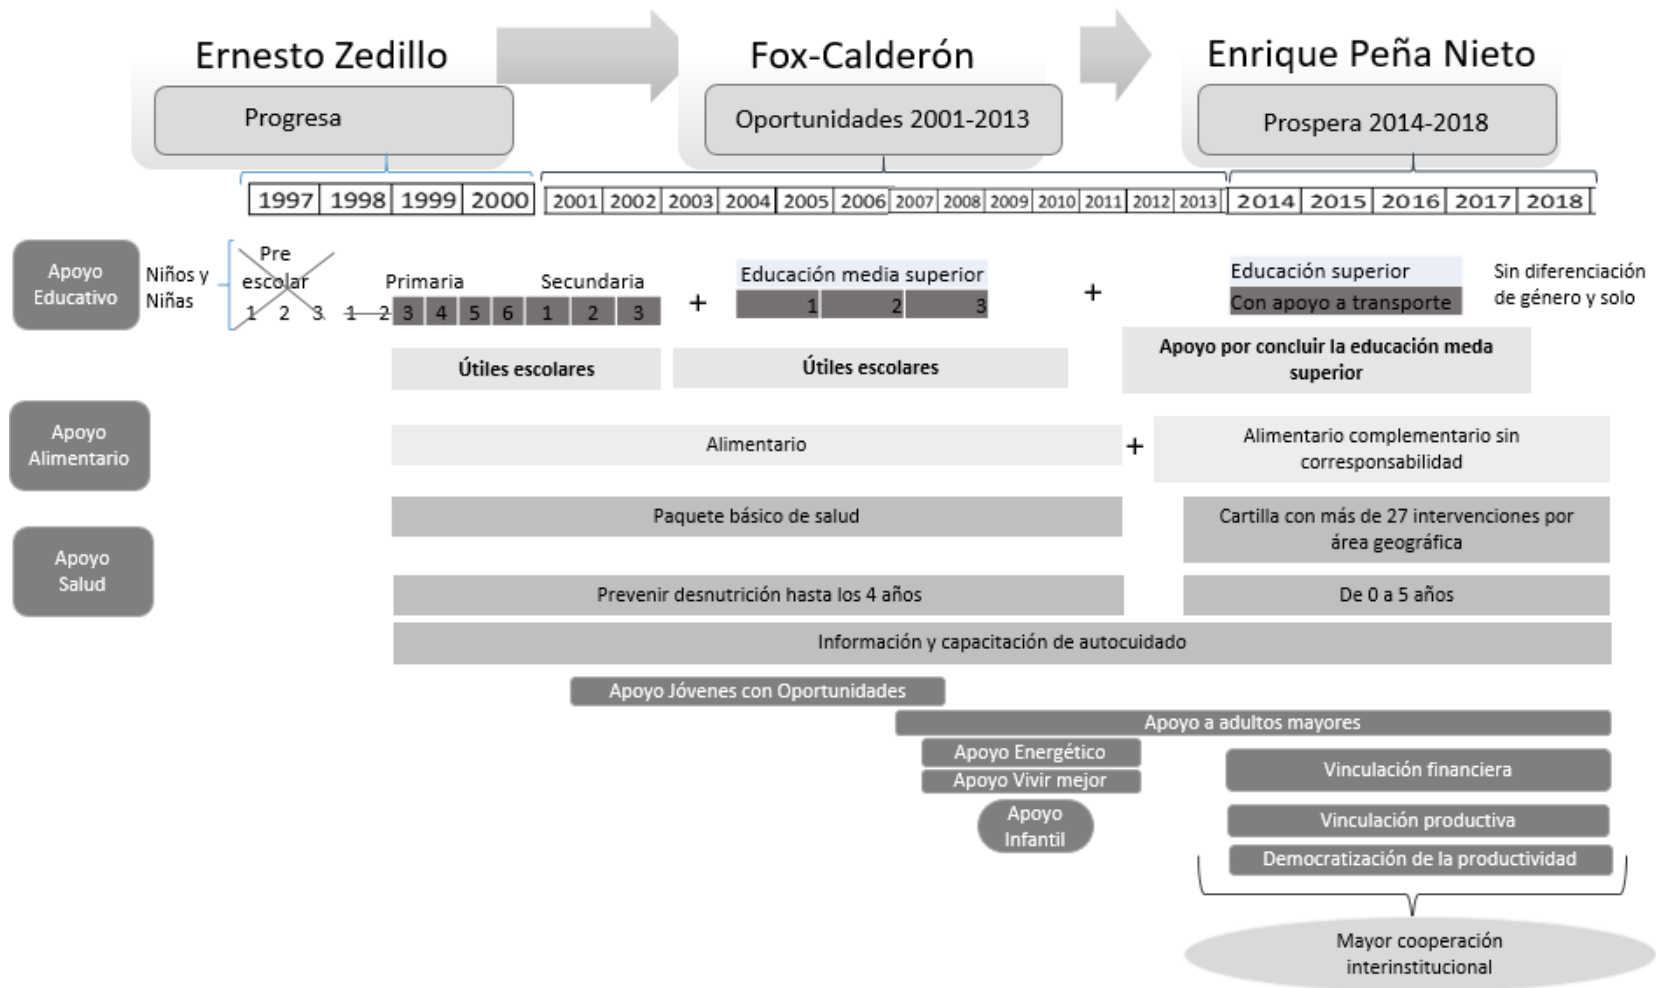 Ernesto Zedillo
Fox-Calderón
Enrique Peña Nieto
Progresa
Oportunidades 2001-2013
Prospera 2014-2018
1997 1998 1999 2000 2001 2002 2003 2004 2005 2006 2007 2008 2009 2010 2011 2012 2013 2014 2015 2016 2017 2018
Apoyo
Educativo
Niños y
Niñas
Pre
escolar
1 2 3
Primaria
1 2 3 4 5 6
Secundaria
1 2 3
+
Educación media superior
1 2 3
+
Educación superior
Con apoyo a transporte
Sin diferenciación
de género y solo
Útiles escolares
Útiles escolares
Apoyo por concluir la educación meda
superior
Apoyo
Alimentario
Alimentario
+
Alimentario complementario sin
corresponsabilidad
Apoyo
Salud
Paquete básico de salud
Cartilla con más de 27 intervenciones por
área geográfica
Prevenir desnutrición hasta los 4 años
De 0 a 5 años
Información y capacitación de autocuidado
Apoyo Jóvenes con Oportunidades
Apoyo a adultos mayores
Apoyo Energético
Apoyo Vivir mejor
Apoyo
Infantil
Vinculación financiera
Vinculación productiva
Democratización de la productividad
Mayor cooperación
interinstitucional